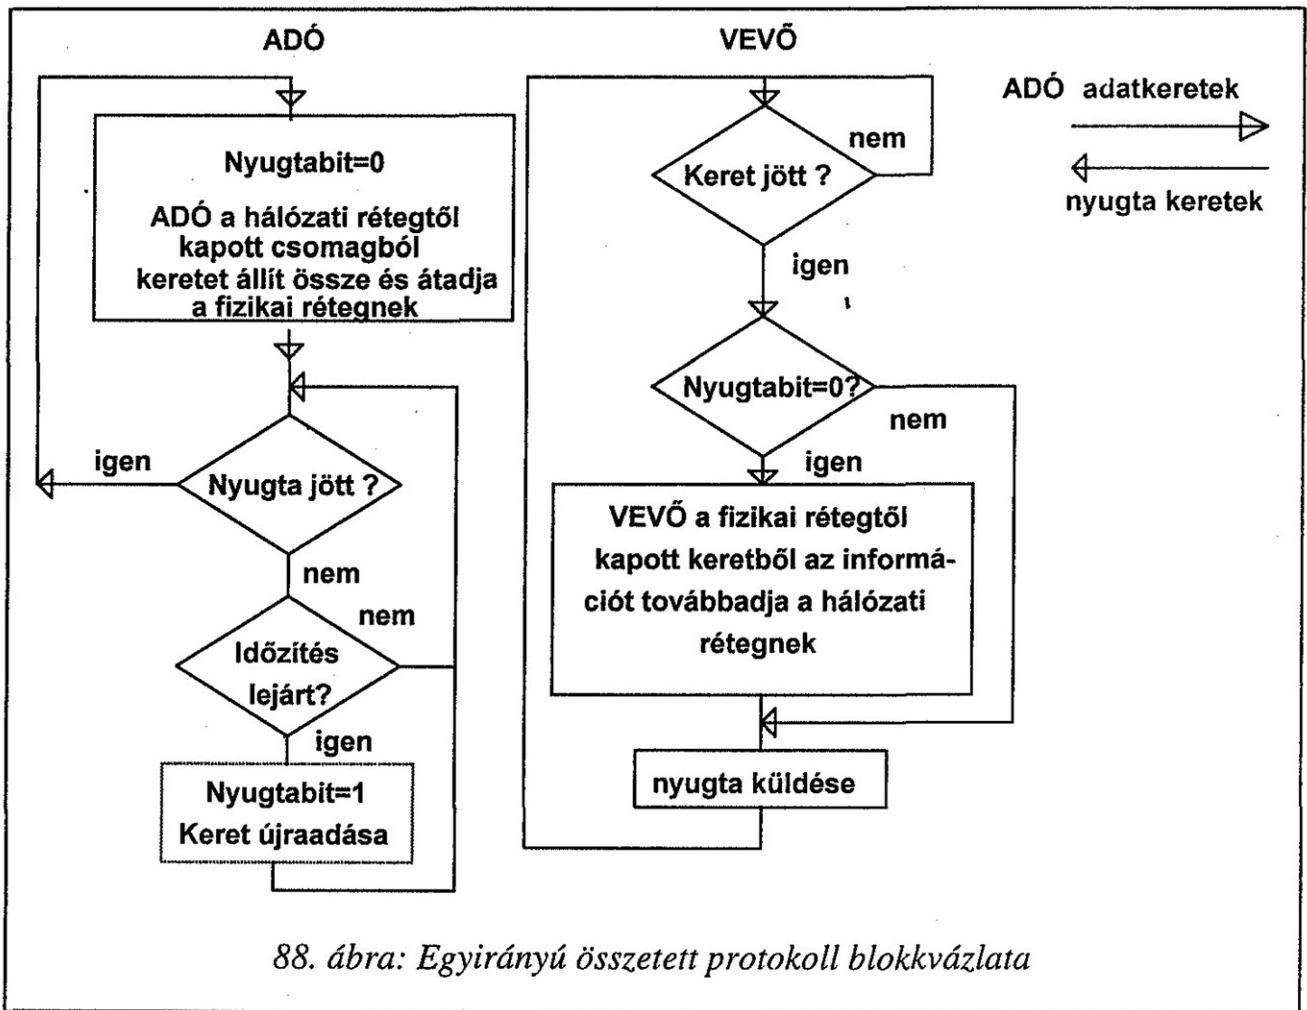 ADÓ
Nyugtabit=0
ADÓ a hálózati rétegtől
kapott csomagból
keretet állít össze és átadja
a fizikai rétegnek
igen
Nyugta jött ?
nem
nem
Időzítés
lejárt?
igen
Nyugtabit=1
Keret újraadása
VEVŐ
nem
Keret jött ?
igen
Nyugtabit=0?
nem
igen
VEVŐ a fizikai rétegtől
kapott keretből az informá-
ciót továbbadja a hálózati
rétegnek
nyugta küldése
ADÓ adatkeretek
nyugta keretek
88. ábra: Egyirányú összetett protokoll blokkvázlata